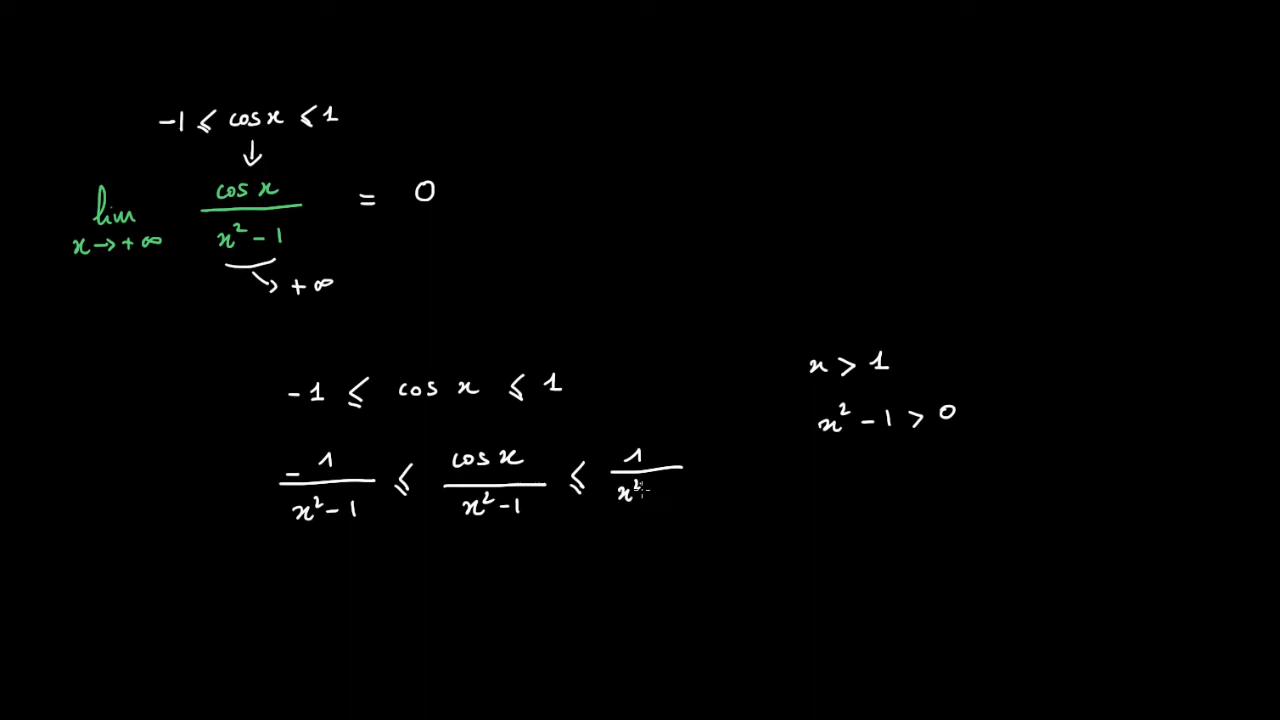 -1 ⩽ cos x ⩽ 1
↓
lim x→+∞ cos x / x² - 1 = 0
→ +∞
-1 ⩽ cos x ⩽ 1
x > 1
x² - 1 > 0
- 1 / x² - 1 ⩽ cos x / x² - 1 ⩽ 1 / x²